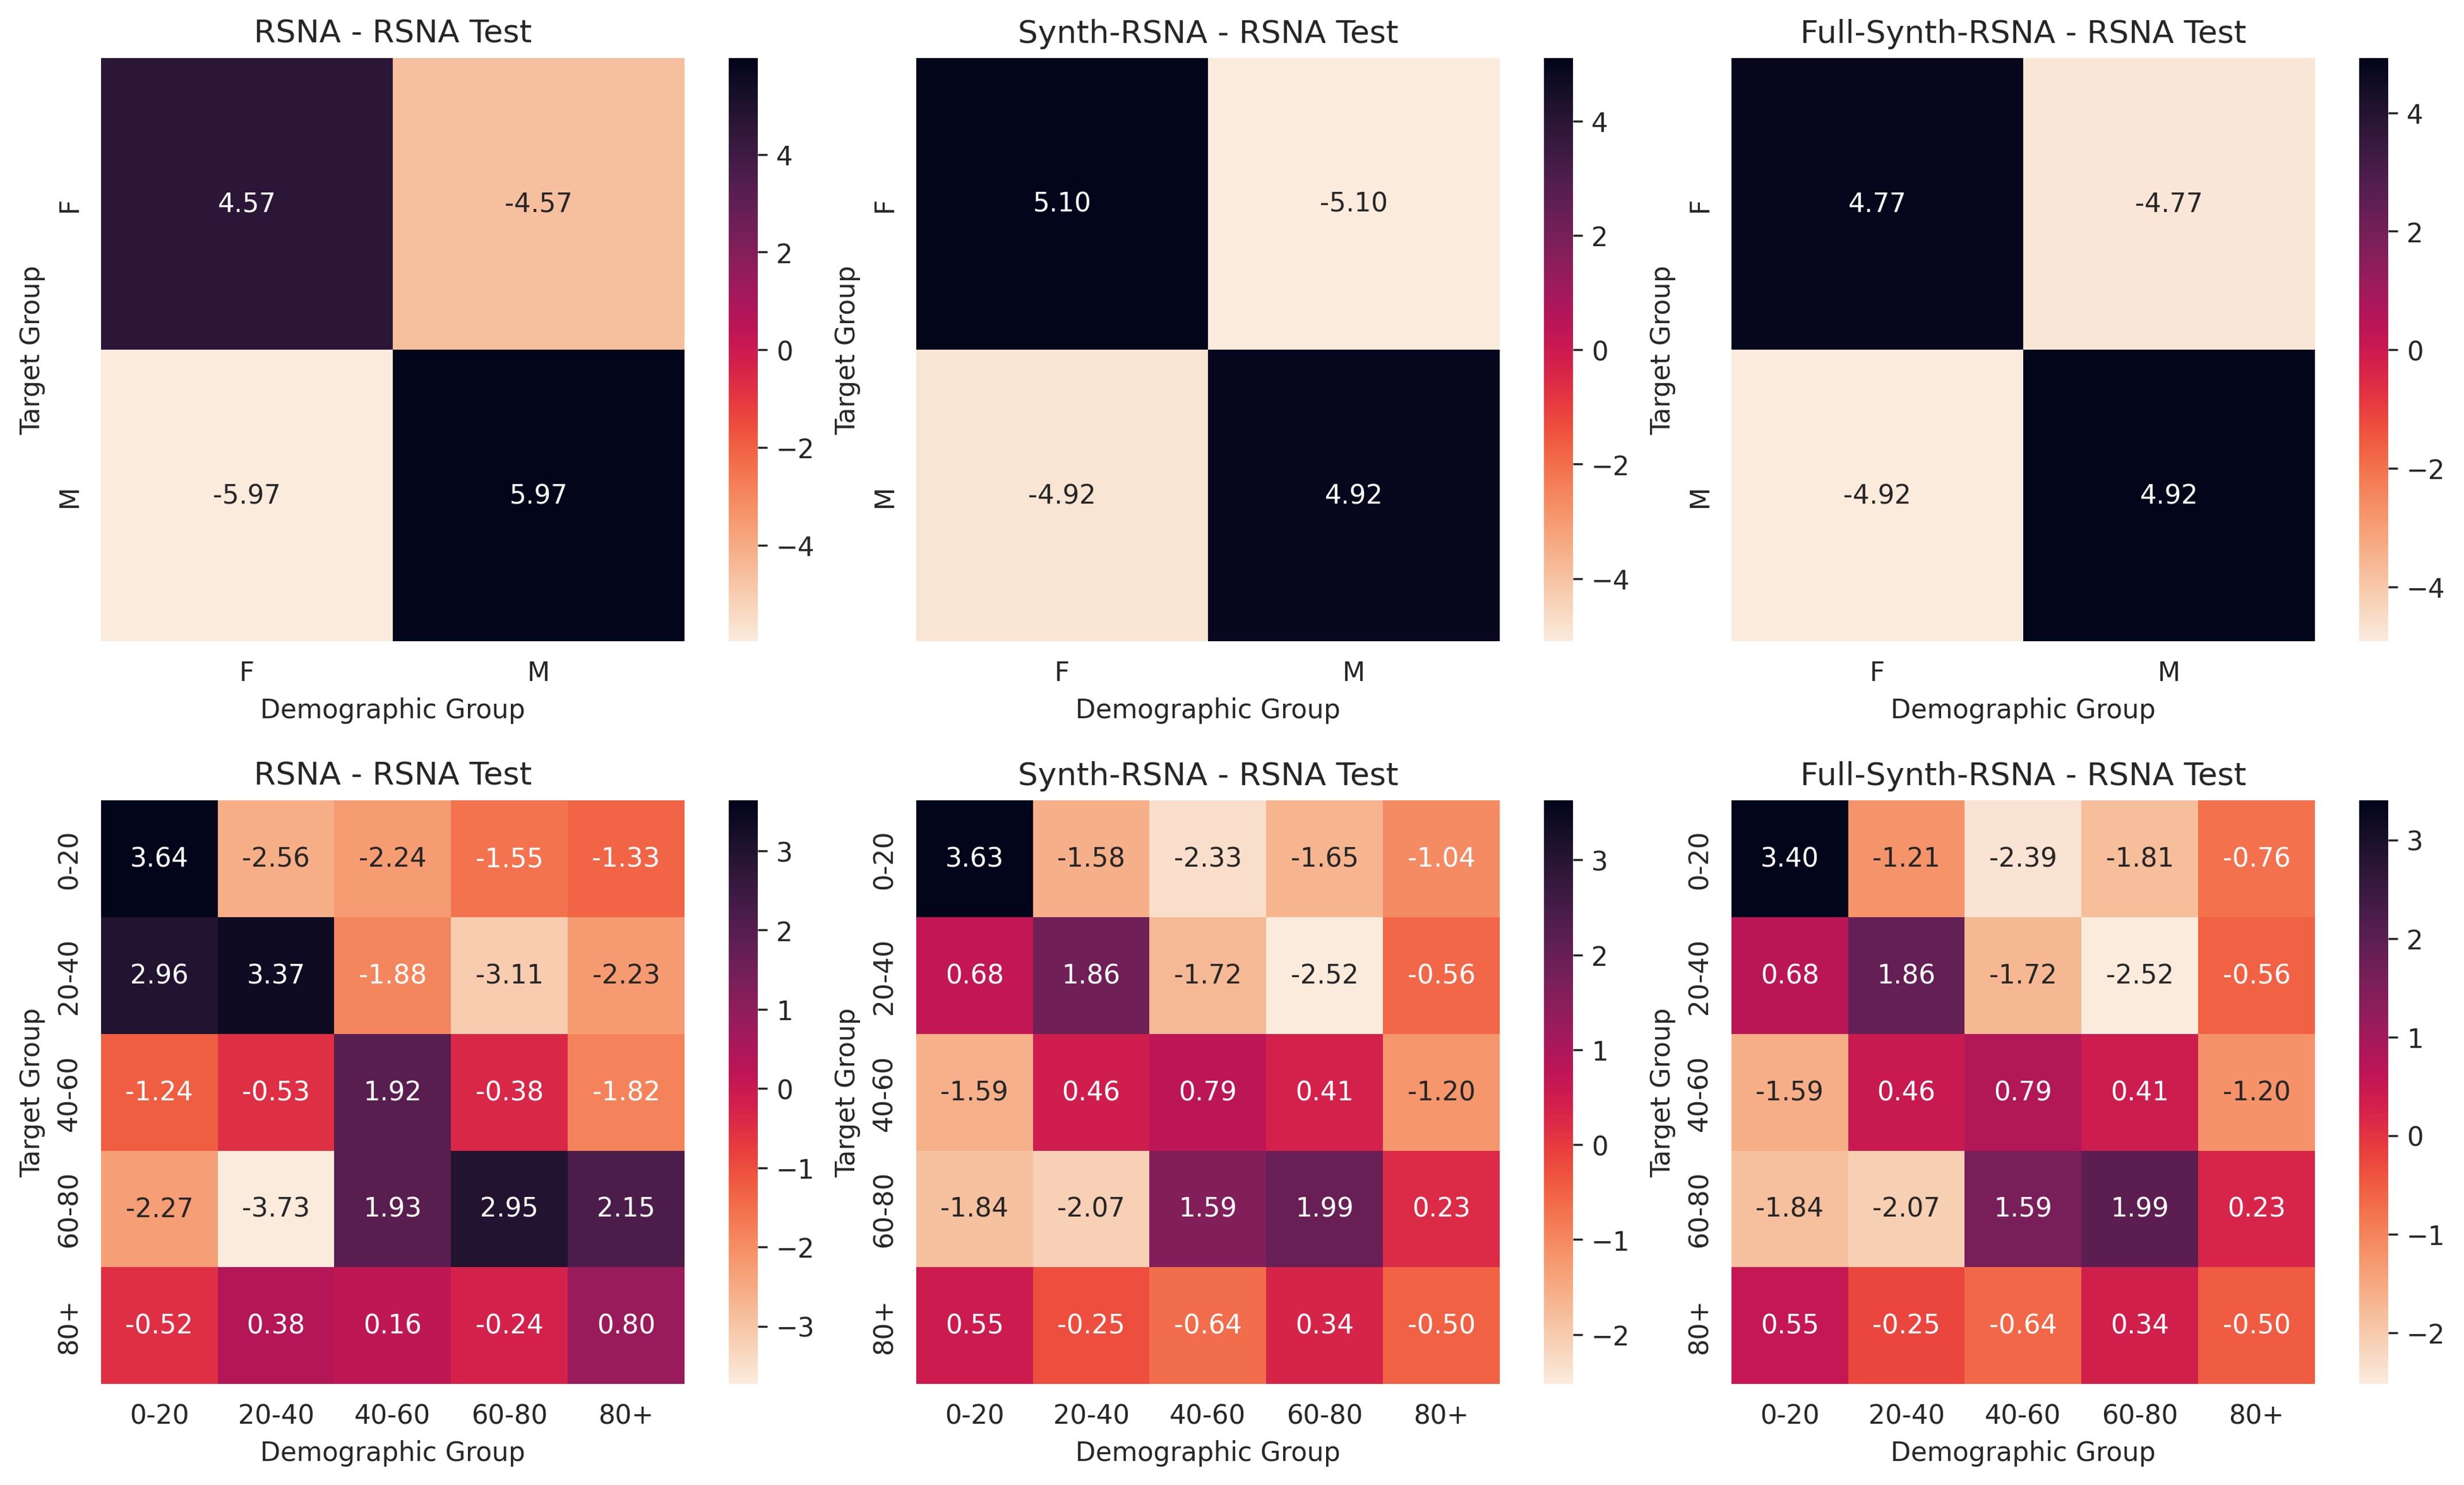 RSNA - RSNA Test
Target Group
F
M
4.57 -4.57
-5.97 5.97
F M
Demographic Group
4
2
0
−2
−4
Synth-RSNA - RSNA Test
Target Group
F
M
5.10 -5.10
-4.92 4.92
F M
Demographic Group
4
2
0
−2
−4
Full-Synth-RSNA - RSNA Test
Target Group
F
M
4.77 -4.77
-4.92 4.92
F M
Demographic Group
4
2
0
−2
−4
RSNA - RSNA Test
Target Group
0-20 3.64 -2.56 -2.24 -1.55 -1.33
20-40 2.96 3.37 -1.88 -3.11 -2.23
40-60 -1.24 -0.53 1.92 -0.38 -1.82
60-80 -2.27 -3.73 1.93 2.95 2.15
80+ -0.52 0.38 0.16 -0.24 0.80
0-20 20-40 40-60 60-80 80+
Demographic Group
3
2
1
0
−1
−2
−3
Synth-RSNA - RSNA Test
Target Group
0-20 3.63 -1.58 -2.33 -1.65 -1.04
20-40 0.68 1.86 -1.72 -2.52 -0.56
40-60 -1.59 0.46 0.79 0.41 -1.20
60-80 -1.84 -2.07 1.59 1.99 0.23
80+ 0.55 -0.25 -0.64 0.34 -0.50
0-20 20-40 40-60 60-80 80+
Demographic Group
3
2
1
0
−1
−2
Full-Synth-RSNA - RSNA Test
Target Group
0-20 3.40 -1.21 -2.39 -1.81 -0.76
20-40 0.68 1.86 -1.72 -2.52 -0.56
40-60 -1.59 0.46 0.79 0.41 -1.20
60-80 -1.84 -2.07 1.59 1.99 0.23
80+ 0.55 -0.25 -0.64 0.34 -0.50
0-20 20-40 40-60 60-80 80+
Demographic Group
3
2
1
0
−1
−2